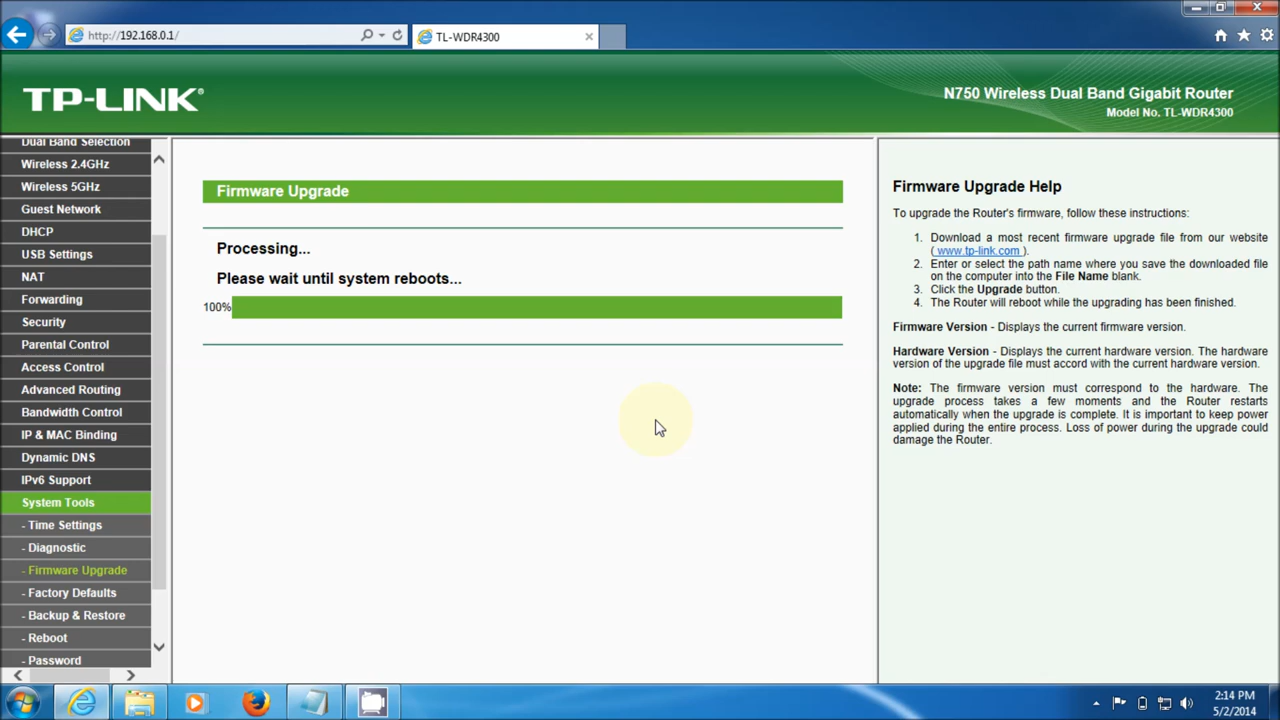 http://192.168.0.1/
TL-WDR4300
TP-LINK®
N750 Wireless Dual Band Gigabit Router
Model No. TL-WDR4300
Dual Band Selection
Wireless 2.4GHz
Wireless 5GHz
Guest Network
DHCP
USB Settings
NAT
Forwarding
Security
Parental Control
Access Control
Advanced Routing
Bandwidth Control
IP & MAC Binding
Dynamic DNS
IPv6 Support
System Tools
- Time Settings
- Diagnostic
- Firmware Upgrade
- Factory Defaults
- Backup & Restore
- Reboot
- Password
Firmware Upgrade
Processing...
Please wait until system reboots...
100%
Firmware Upgrade Help
To upgrade the Router's firmware, follow these instructions:
1. Download a most recent firmware upgrade file from our website
( www.tp-link.com ).
2. Enter or select the path name where you save the downloaded file
on the computer into the File Name blank.
3. Click the Upgrade button.
4. The Router will reboot while the upgrading has been finished.
Firmware Version - Displays the current firmware version.
Hardware Version - Displays the current hardware version. The hardware
version of the upgrade file must accord with the current hardware version.
Note: The firmware version must correspond to the hardware. The
upgrade process takes a few moments and the Router restarts
automatically when the upgrade is complete. It is important to keep power
applied during the entire process. Loss of power during the upgrade could
damage the Router.
2:14 PM
5/2/2014